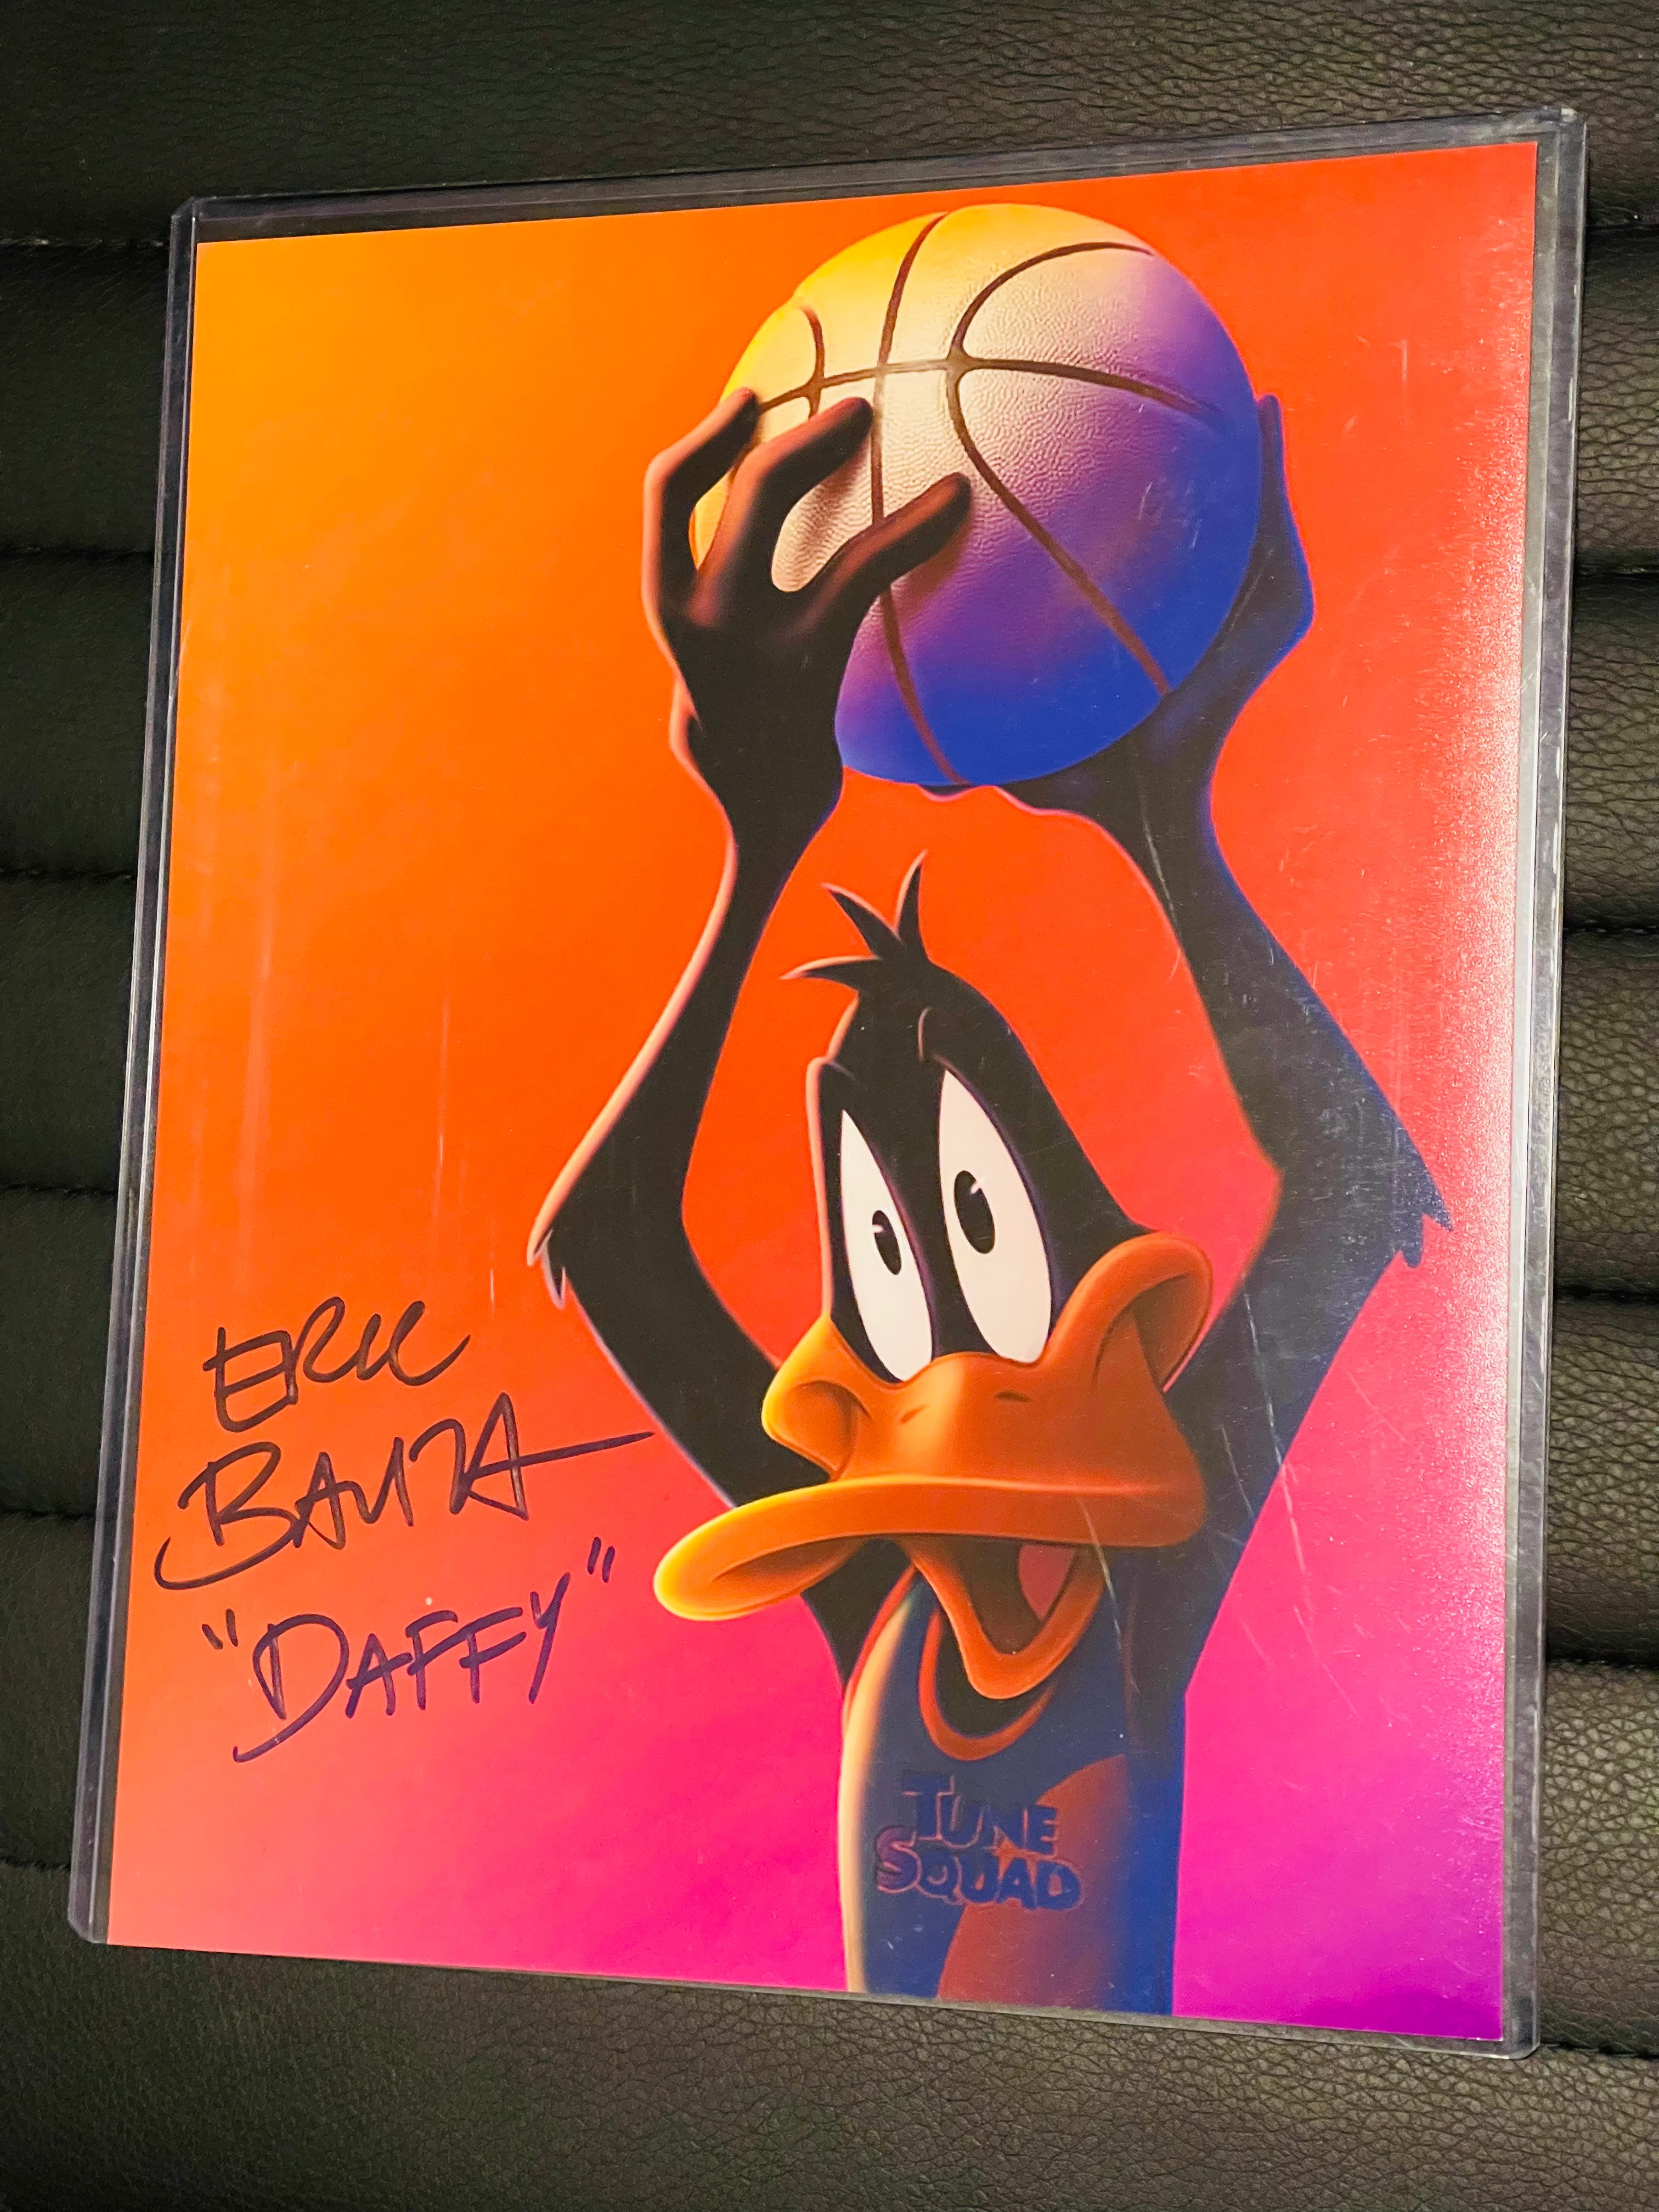 ERIC
BAUZA
"DAFFY"
TUNE
SQUAD